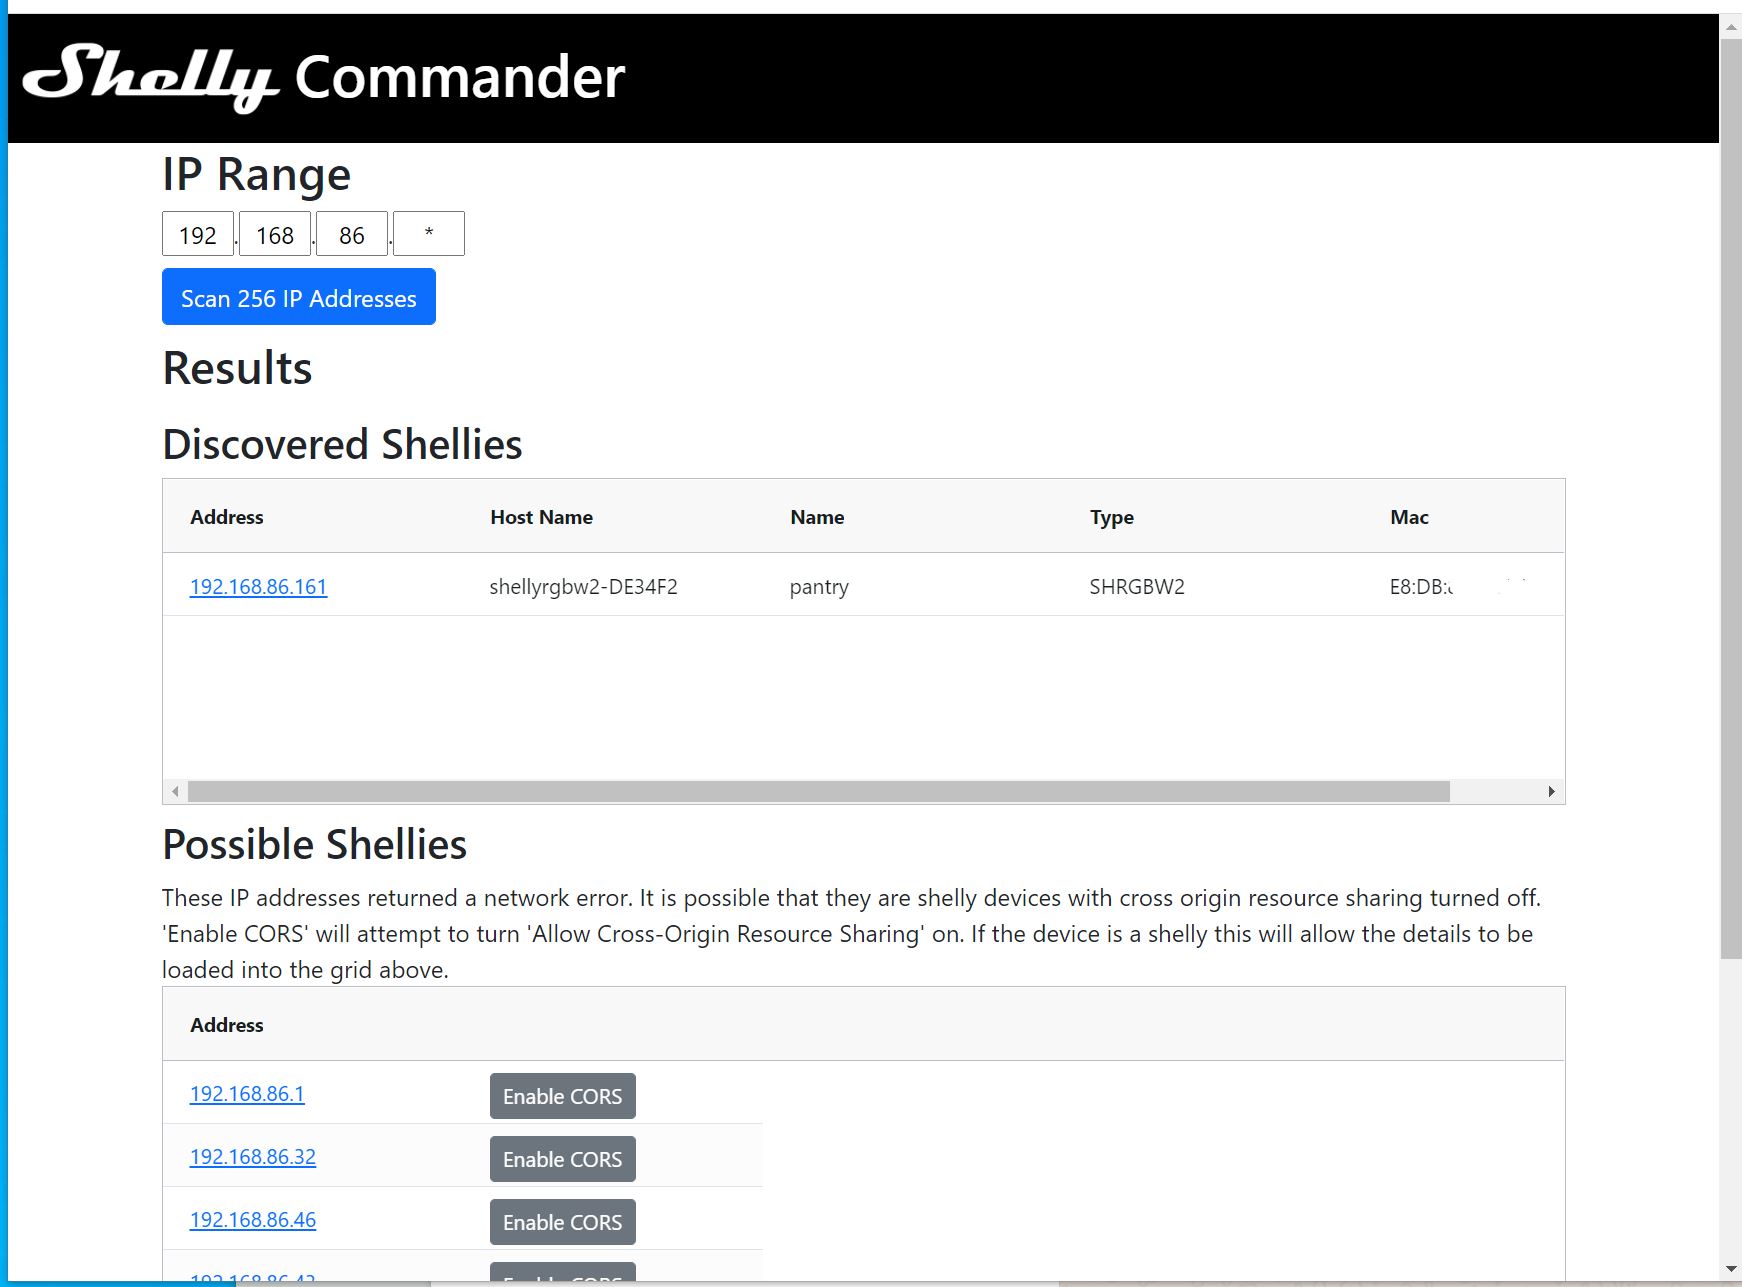 Shelly Commander
IP Range
192 . 168 . 86 . *
Scan 256 IP Addresses
Results
Discovered Shellies
Address Host Name Name Type Mac
192.168.86.161 shellyrgbw2-DE34F2 pantry SHRGBW2 E8:DB:
Possible Shellies
These IP addresses returned a network error. It is possible that they are shelly devices with cross origin resource sharing turned off.
'Enable CORS' will attempt to turn 'Allow Cross-Origin Resource Sharing' on. If the device is a shelly this will allow the details to be
loaded into the grid above.
Address
192.168.86.1 Enable CORS
192.168.86.32 Enable CORS
192.168.86.46 Enable CORS
Enable CORS